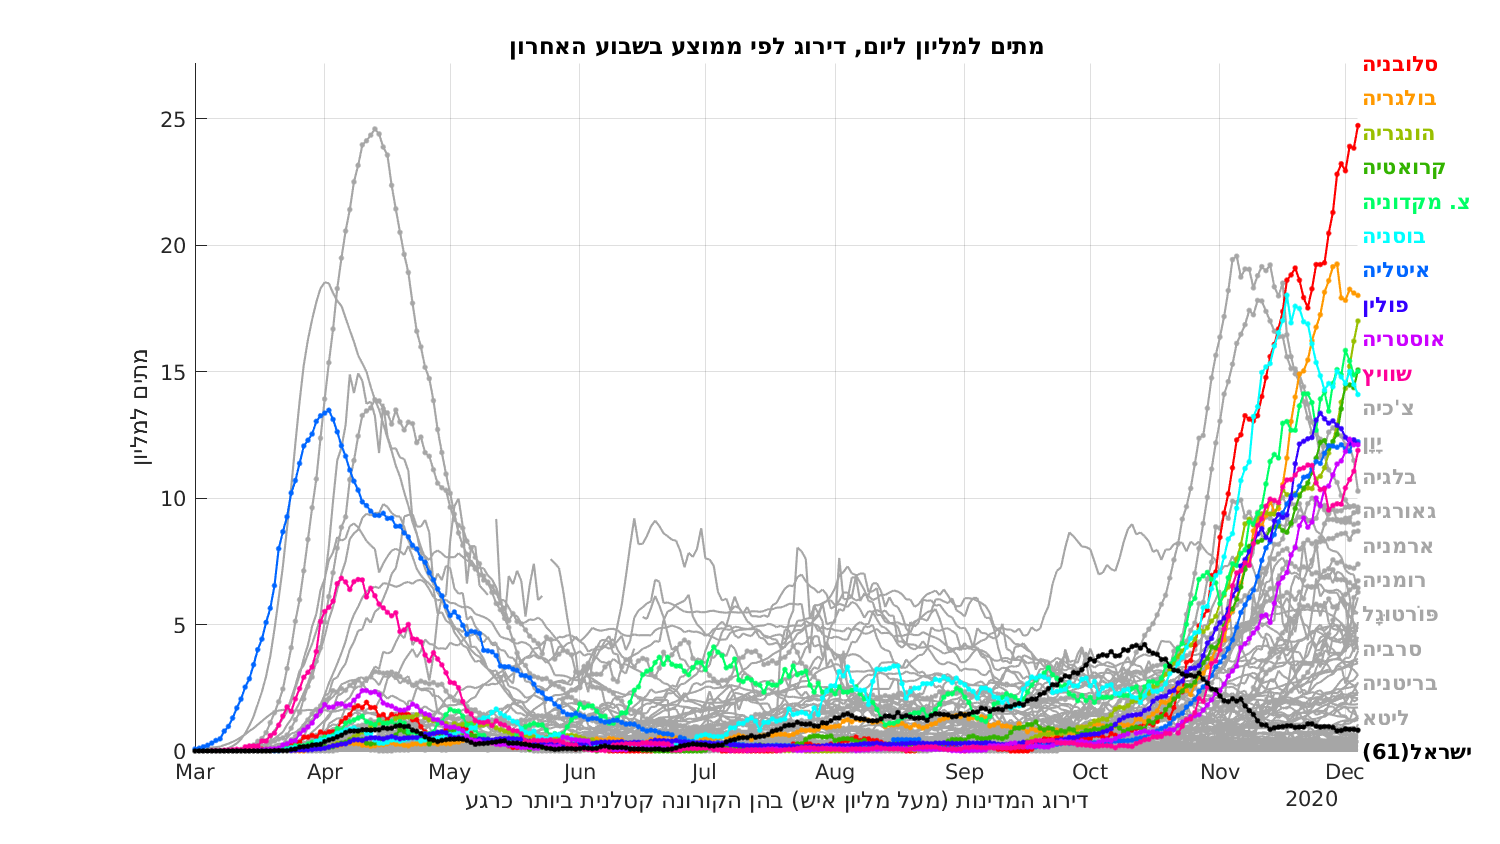 מתים למליון ליום, דירוג לפי ממוצע בשבוע האחרון
סלובניה
בולגריה
הונגריה
קרואטיה
צ. מקדוניה
בוסניה
איטליה
פולין
אוסטריה
שוויץ
צ'כיה
יָוָן
בלגיה
גאורגיה
ארמניה
רומניה
פּוֹרטוּגָל
סרביה
בריטניה
ליטא
ישראל(61)
מתים למליון
25
20
15
10
5
0
Mar Apr May Jun Jul Aug Sep Oct Nov Dec
2020
דירוג המדינות (מעל מליון איש) בהן הקורונה קטלנית ביותר כרגע